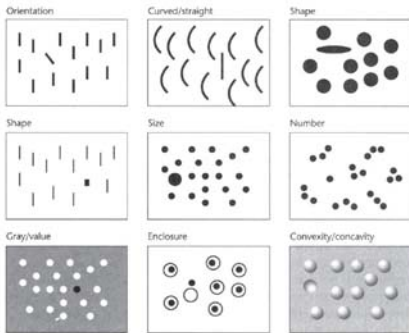 Orientation
Curved/straight
Shape
Shape
Size
Number
Gray/value
Enclosure
Convexity/concavity